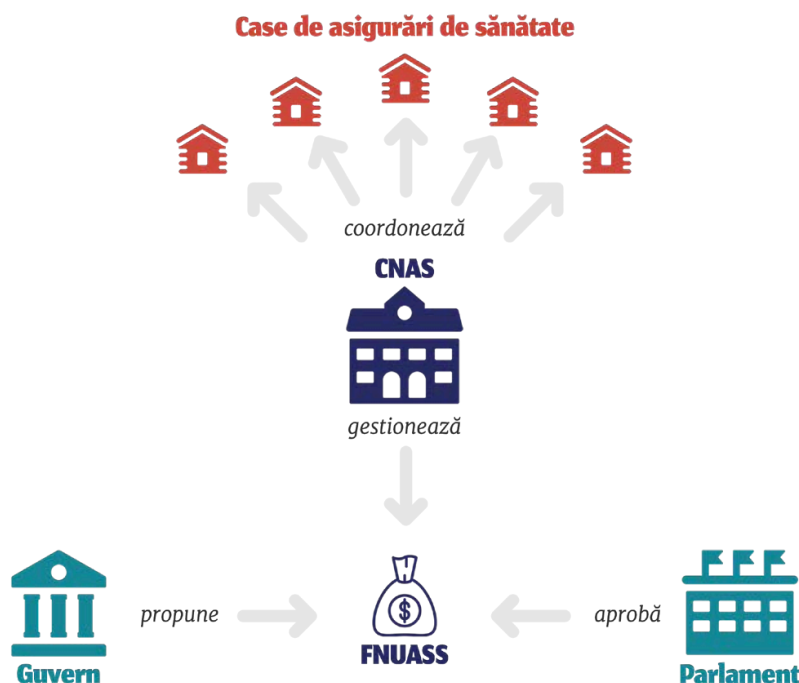 Case de asigurări de sănătate
coordonează
CNAS
gestionează
propune
$
aprobă
FNUASS
Guvern
Parlament